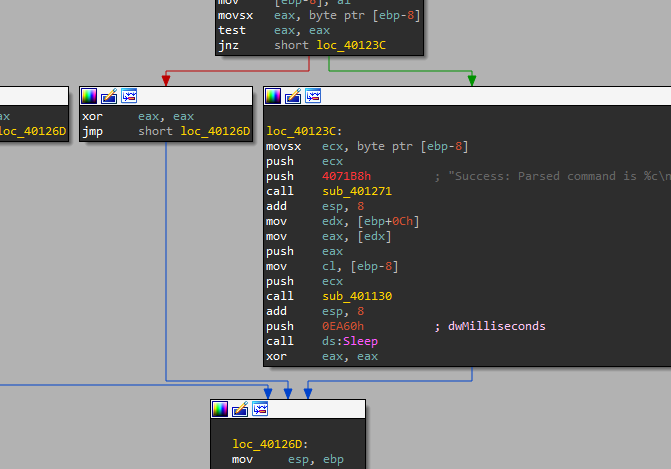 mov [ebp-8], al
movsx eax, byte ptr [ebp-8]
test eax, eax
jnz short loc_40123C
ax
loc_40126D
xor eax, eax
jmp short loc_40126D
loc_40123C:
movsx ecx, byte ptr [ebp-8]
push ecx
push 4071B8h ; "Success: Parsed command is %c\n
call sub_401271
add esp, 8
mov edx, [ebp+0Ch]
mov eax, [edx]
push eax
mov cl, [ebp-8]
push ecx
call sub_401130
add esp, 8
push 0EA60h ; dwMilliseconds
call ds:Sleep
xor eax, eax
loc_40126D:
mov esp, ebp